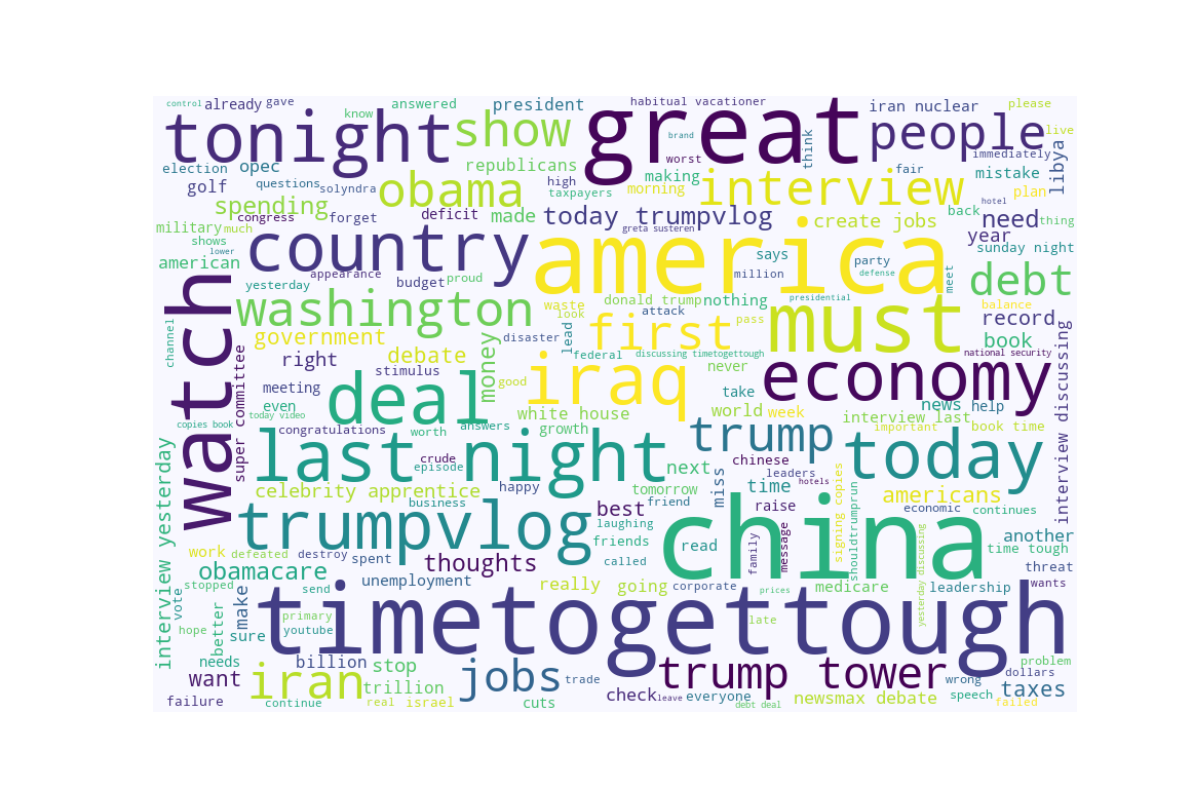 control already gave
know
answered
president
habitual vacationer
iran nuclear
please
tonight
show
great
brand
people
live
election
opec
republicans
worst
think
fair
immediately
libya
golf
questions
solyndra
obama
high
taxpayers
making
morning
interview
mistake
plan
hotel
spending
congress
forget
deficit
made
today trumpvlog
create jobs
back
need
thing
military
much
greta susteren
year
shows
lower
country
america
says
party
sunday night
american
appearance
budget
proud
million
defense
meet
debt
yesterday
watch
washington
waste
look
donald trump
nothing
presidential
must
balance
record
channel
government
money
disaster
lead
first
attack
pass
book
right
debate
federal
discussing timetogettough
never
economy
national security
super committee
meeting
stimulus
deal
good
iraq
take
interview discussing
even
today video
copies book
white house
world
week
news
help
interview last
book time
congratulations
worth
answers
growth
trump
important
today
interview yesterday
last night
crude
episode
next
chinese
leaders
hotels
miss
celebrity apprentice
happy
tomorrow
time
signing copies
americans
business
friend
raise
economic
continues
trumpvlog
best
laughing
china
another
work
defeated
destroy
spent
thoughts
friends
called
read
family
message
shouldtrumprun
yesterday discussing
time tough
obamacare
unemployment
really
going
corporate
medicare
leadership
threat
wants
stopped
vote
send
prices
make
timetogettough
hope
better
primary
youtube
sure
late
needs
billion
stop
trump tower
problem
want
iran
trillion
jobs
trade
wrong
dollars
taxes
failure
continue
real
israel
cuts
check
leave
everyone
debt deal
newsmax debate
speech
failed